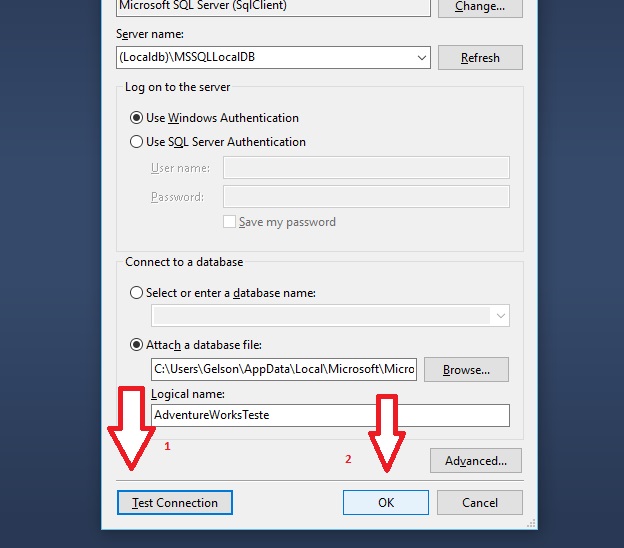 Microsoft SQL Server (SqlClient)
Change...
Server name:
(Localdb)\MSSQLLocalDB
Refresh
Log on to the server
Use Windows Authentication
Use SQL Server Authentication
User name:
Password:
Save my password
Connect to a database
Select or enter a database name:
Attach a database file:
C:\Users\Gelson\AppData\Local\Microsoft\Micro
Browse...
Logical name:
AdventureWorksTeste
1
2
Advanced...
Test Connection
OK
Cancel